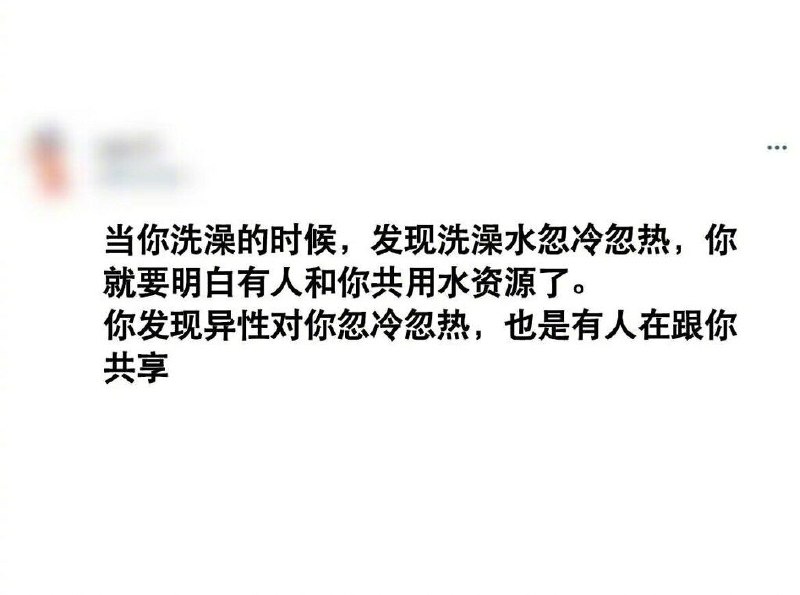 当你洗澡的时候，发现洗澡水忽冷忽热，你
就要明白有人和你共用水资源了。
你发现异性对你忽冷忽热，也是有人在跟你
共享